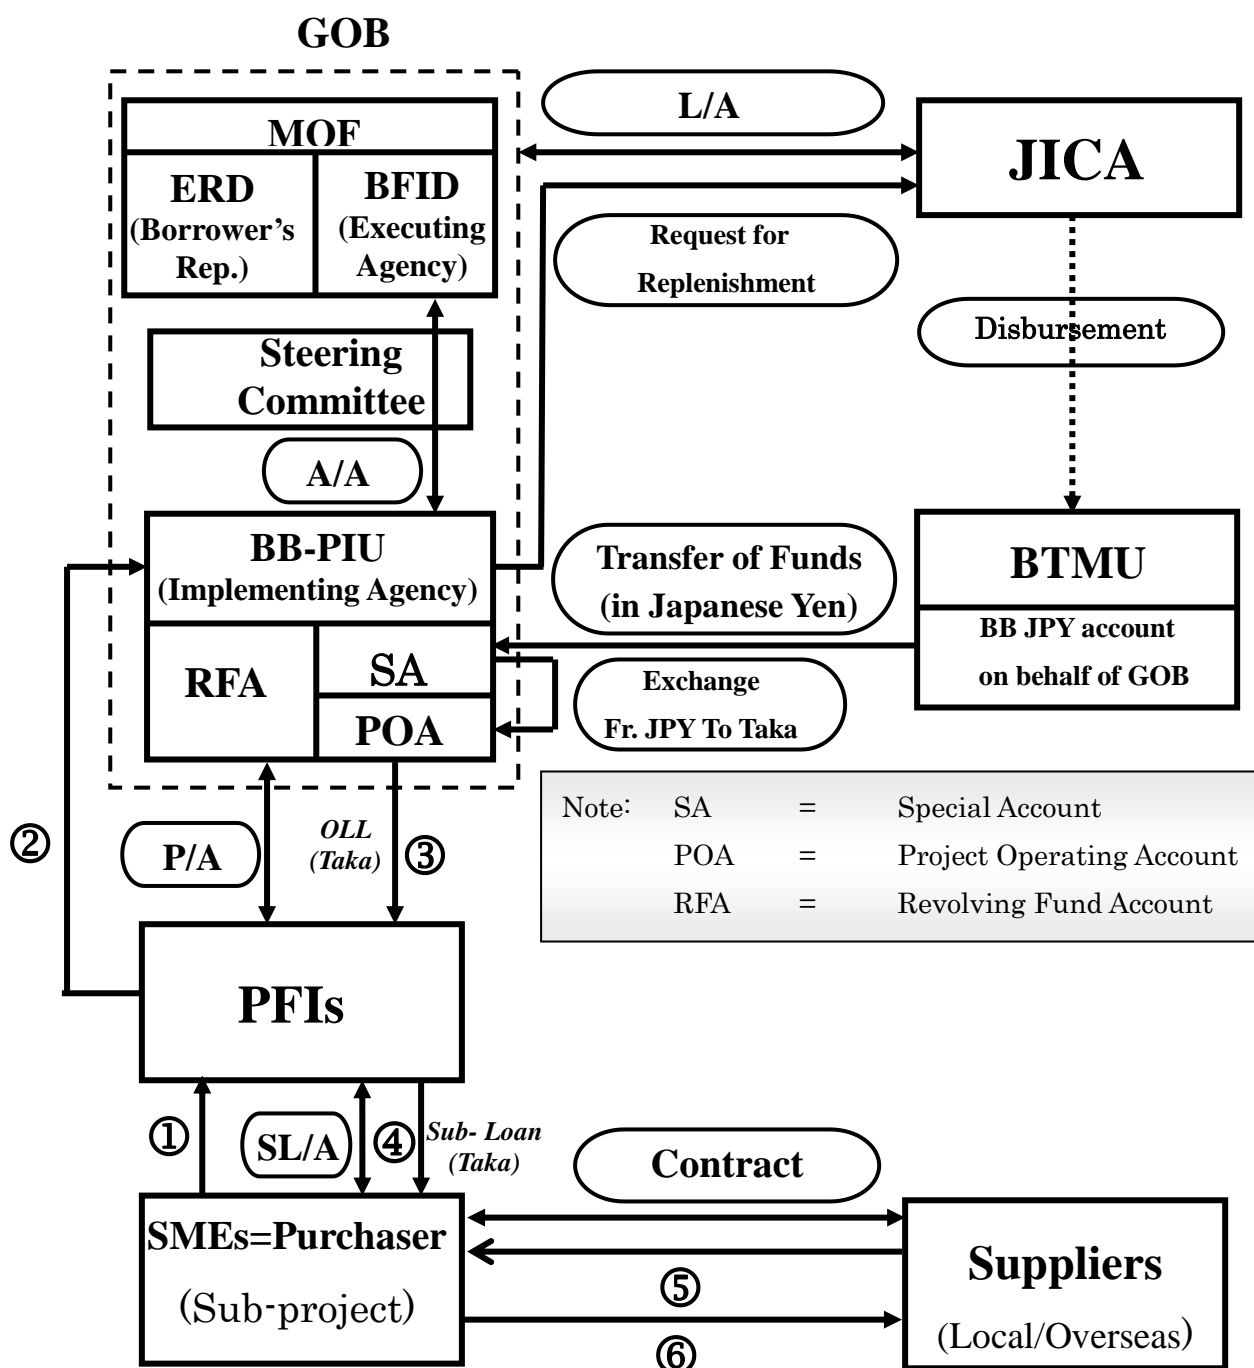 GOB
MOF
ERD
(Borrower’s
Rep.)
BFID
(Executing
Agency)
L/A
JICA
Request for
Replenishment
Disbursement
Steering
Committee
A/A
BB-PIU
(Implementing Agency)
RFA
SA
POA
Transfer of Funds
(in Japanese Yen)
Exchange
Fr. JPY To Taka
BTMU
BB JPY account
on behalf of GOB
Note: SA = Special Account
POA = Project Operating Account
RFA = Revolving Fund Account
②
P/A
OLL
(Taka)
③
PFIs
①
SL/A
④
Sub- Loan
(Taka)
Contract
SMEs=Purchaser
(Sub-project)
⑤
⑥
Suppliers
(Local/Overseas)